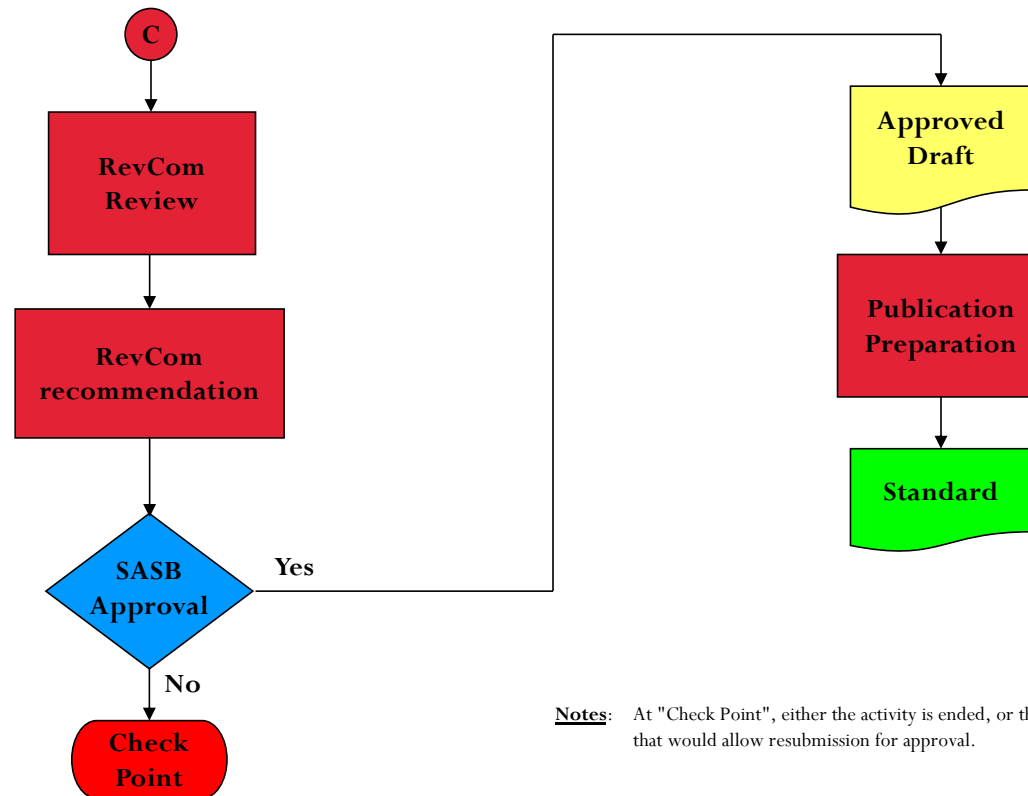 C
RevCom
Review
RevCom
recommendation
SASB
Approval
Yes
No
Check
Point
Approved
Draft
Publication
Preparation
Standard
Notes: At "Check Point", either the activity is ended, or
that would allow resubmission for approval.